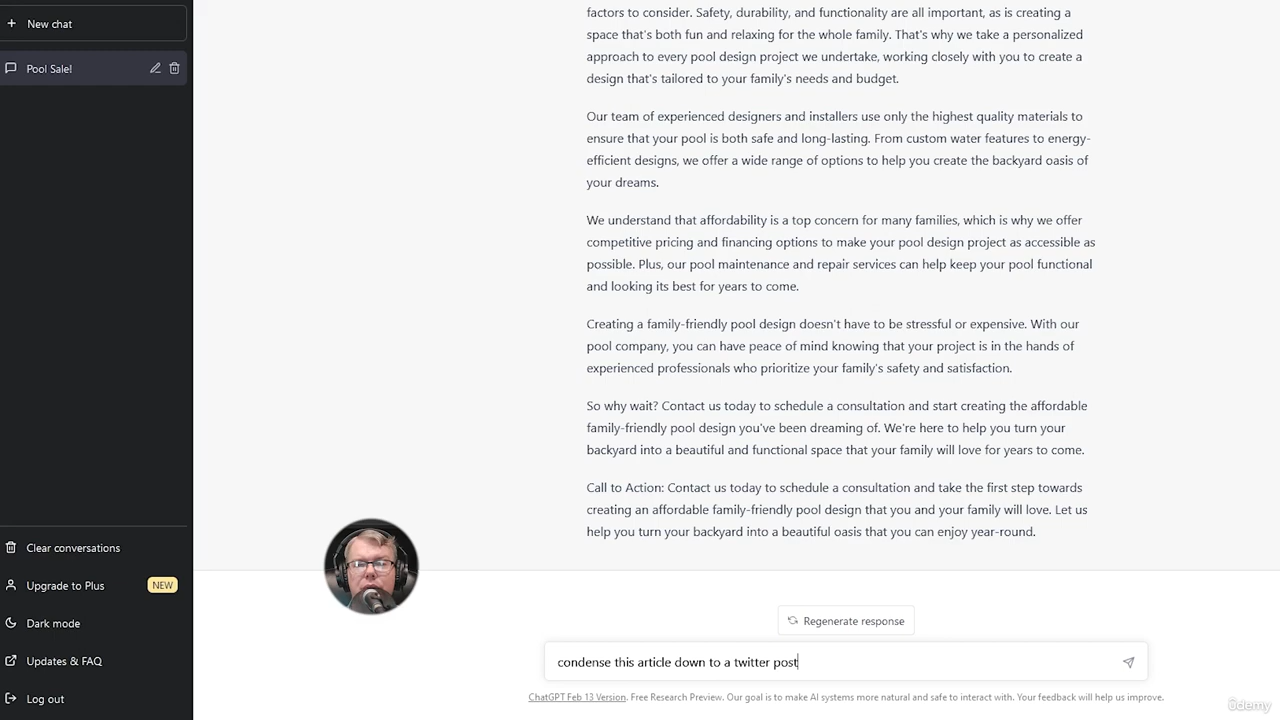 New chat
Pool Sale!
factors to consider. Safety, durability, and functionality are all important, as is creating a
space that's both fun and relaxing for the whole family. That's why we take a personalized
approach to every pool design project we undertake, working closely with you to create a
design that's tailored to your family's needs and budget.
Our team of experienced designers and installers use only the highest quality materials to
ensure that your pool is both safe and long-lasting. From custom water features to energy-
efficient designs, we offer a wide range of options to help you create the backyard oasis of
your dreams.
We understand that affordability is a top concern for many families, which is why we offer
competitive pricing and financing options to make your pool design project as accessible as
possible. Plus, our pool maintenance and repair services can help keep your pool functional
and looking its best for years to come.
Creating a family-friendly pool design doesn't have to be stressful or expensive. With our
pool company, you can have peace of mind knowing that your project is in the hands of
experienced professionals who prioritize your family's safety and satisfaction.
So why wait? Contact us today to schedule a consultation and start creating the affordable
family-friendly pool design you've been dreaming of. We're here to help you turn your
backyard into a beautiful and functional space that your family will love for years to come.
Call to Action: Contact us today to schedule a consultation and take the first step towards
creating an affordable family-friendly pool design that you and your family will love. Let us
help you turn your backyard into a beautiful oasis that you can enjoy year-round.
Clear conversations
Upgrade to Plus NEW
Dark mode
Updates & FAQ
Log out
Regenerate response
condense this article down to a twitter post
ChatGPT Feb 13 Version. Free Research Preview. Our goal is to make AI systems more natural and safe to interact with. Your feedback will help us improve.
ûdemy